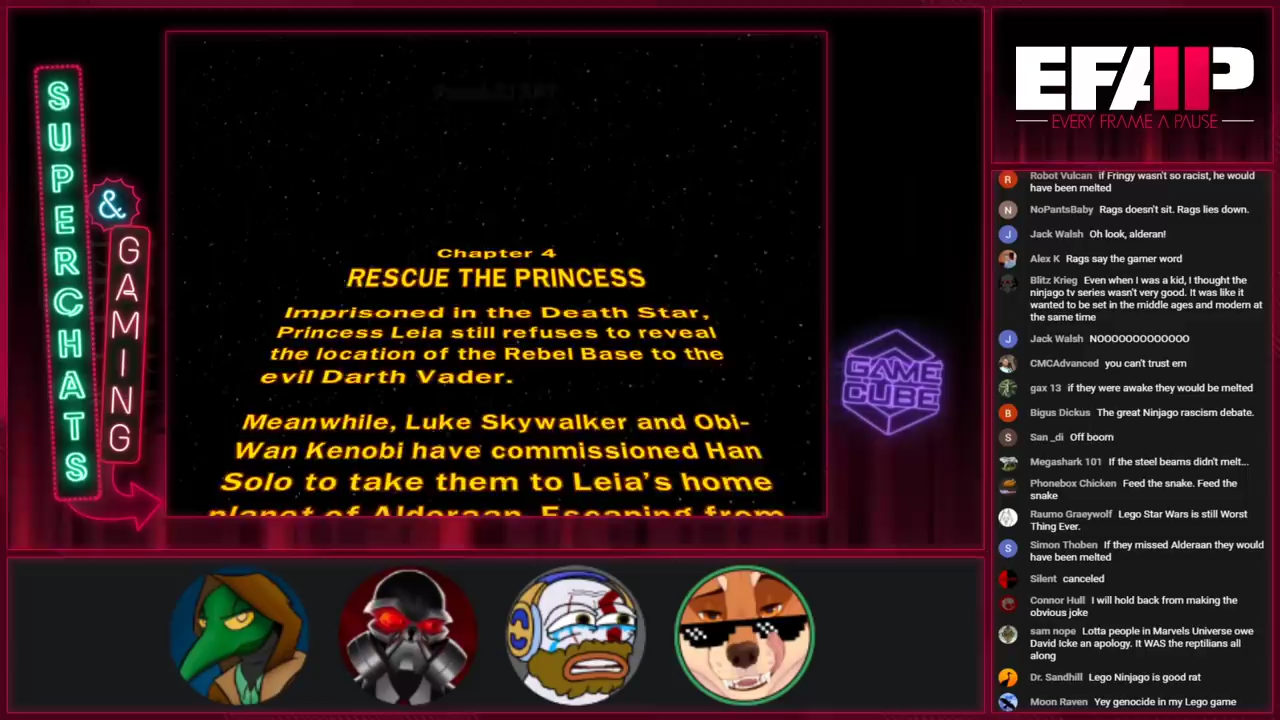 SUPERCHATS
&
GAMING
Chapter 4
RESCUE THE PRINCESS
Imprisoned in the Death Star,
Princess Leia still refuses to reveal
the location of the Rebel Base to the
evil Darth Vader.
Meanwhile, Luke Skywalker and Obi-
Wan Kenobi have commissioned Han
Solo to take them to Leia's home
planet of Alderaan. Escaping from
GAME
CUBE
EFAP
EVERY FRAME A PAUSE
R Robot Vulcan if Fringy wasn't so racist, he would
have been melted
N NoPantsBaby Rags doesn't sit. Rags lies down.
J Jack Walsh Oh look, alderan!
Alex K Rags say the gamer word
Blitz Krieg Even when I was a kid, I thought the
ninjago tv series wasn't very good. It was like it
wanted to be set in the middle ages and modern at
the same time
J Jack Walsh NOOOOOOOOOOOOO
CMCAdvanced you can't trust em
gax 13 if they were awake they would be melted
B Bigus Dickus The great Ninjago rascism debate.
S San _di Off boom
Megashark 101 If the steel beams didn't melt...
Phonebox Chicken Feed the snake. Feed the
snake
Raumo Graeywolf Lego Star Wars is still Worst
Thing Ever.
S Simon Thoben If they missed Alderaan they would
have been melted
Silent canceled
Connor Hull I will hold back from making the
obvious joke
sam nope Lotta people in Marvels Universe owe
David Icke an apology. It WAS the reptilians all
along
Dr. Sandhill Lego Ninjago is good rat
Moon Raven Yey genocide in my Lego game